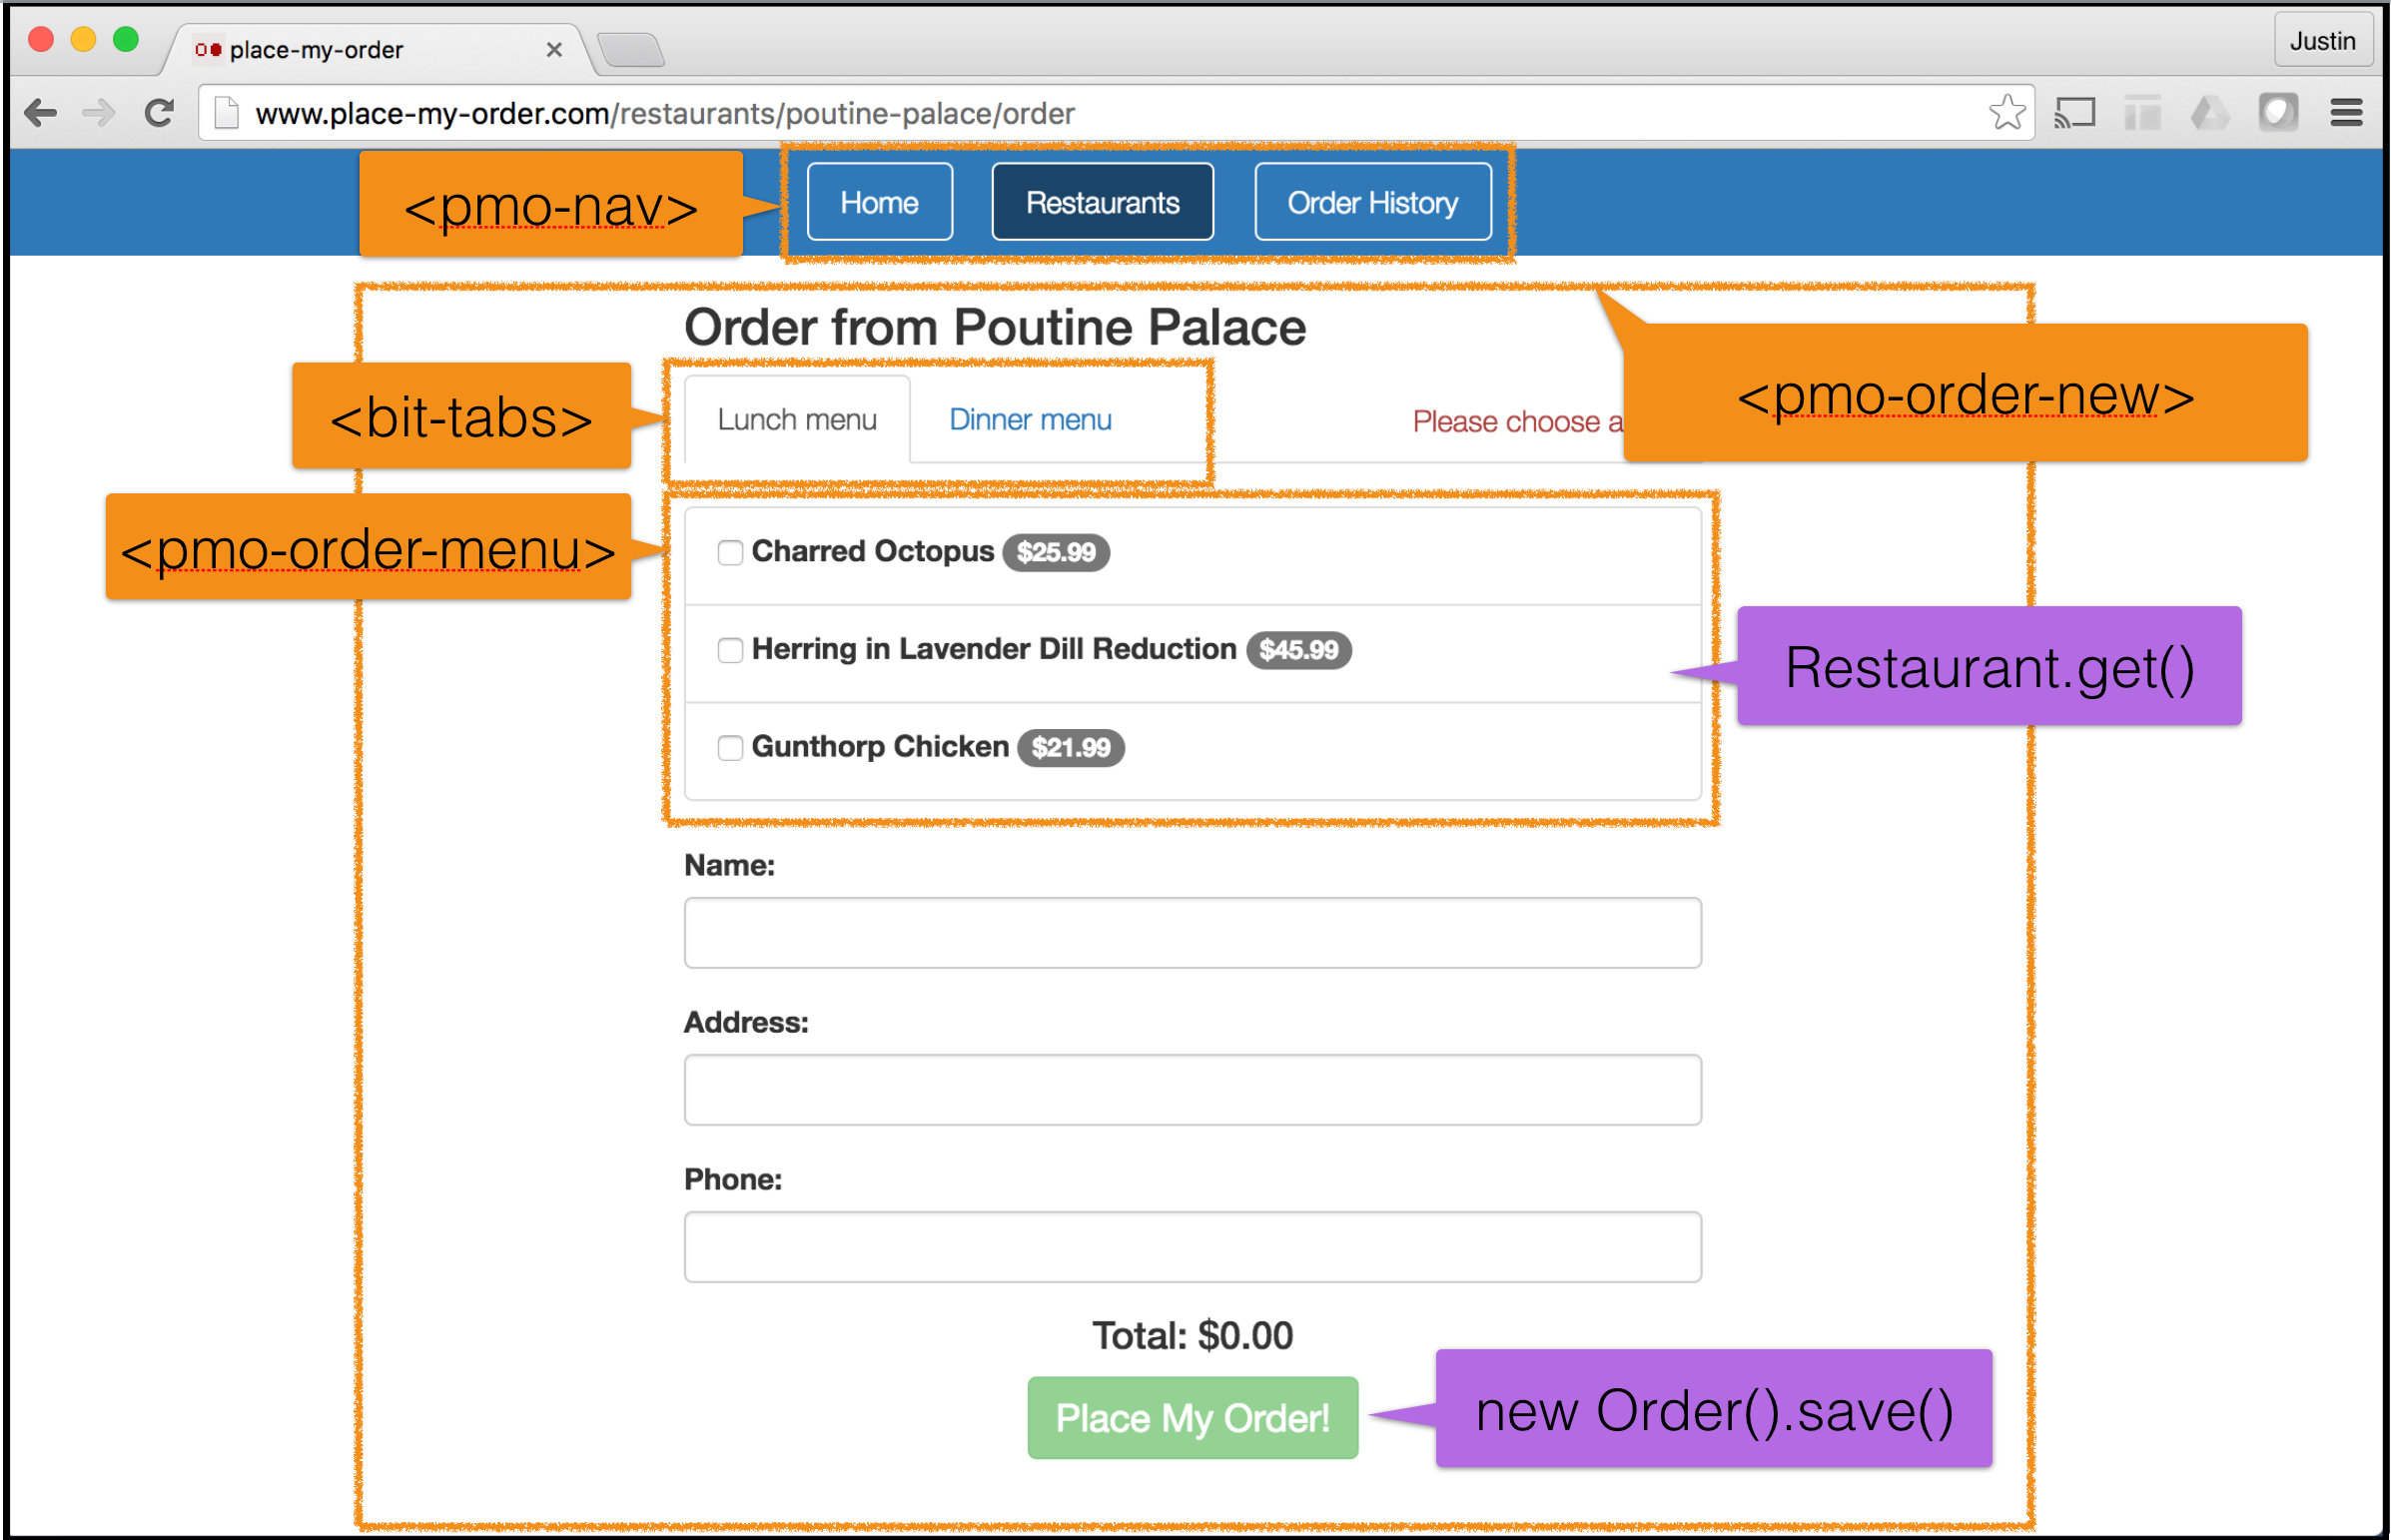 place-my-order
Justin
www.place-my-order.com/restaurants/poutine-palace/order
<pmo-nav>
Home
Restaurants
Order History
Order from Poutine Palace
<bit-tabs>
Lunch menu
Dinner menu
Please choose a
<pmo-order-new>
<pmo-order-menu>
Charred Octopus $25.99
Herring in Lavender Dill Reduction $45.99
Restaurant.get()
Gunthorp Chicken $21.99
Name:
Address:
Phone:
Total: $0.00
Place My Order!
new Order().save()